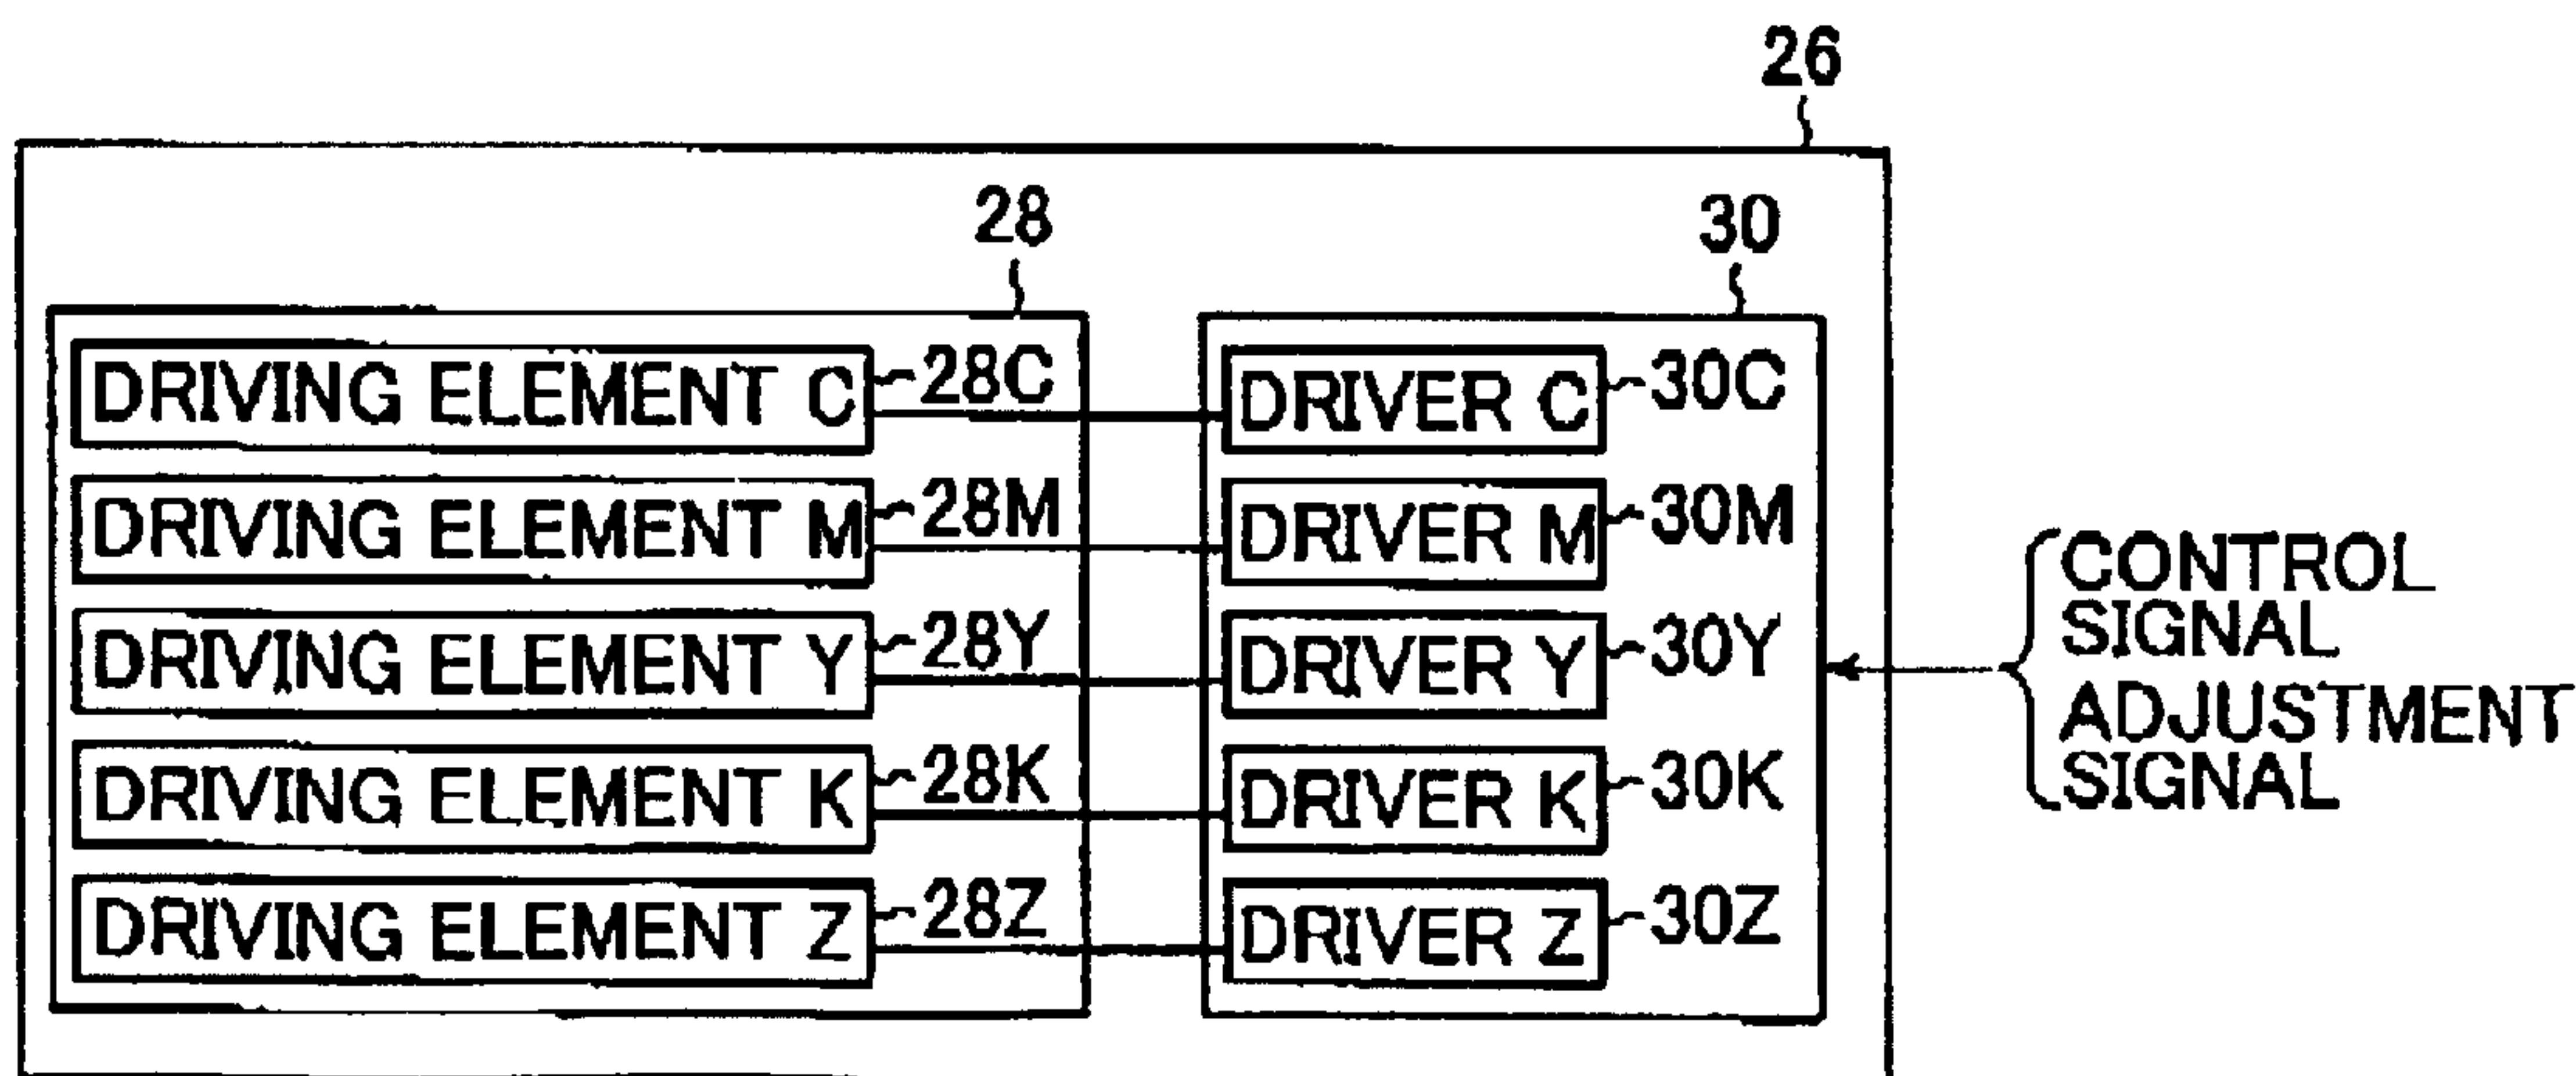 26
28
30
DRIVING ELEMENT C 28C DRIVER C 30C
DRIVING ELEMENT M 28M DRIVER M 30M
DRIVING ELEMENT Y 28Y DRIVER Y 30Y
DRIVING ELEMENT K 28K DRIVER K 30K
DRIVING ELEMENT Z 28Z DRIVER Z 30Z
CONTROL
SIGNAL
ADJUSTMENT
SIGNAL